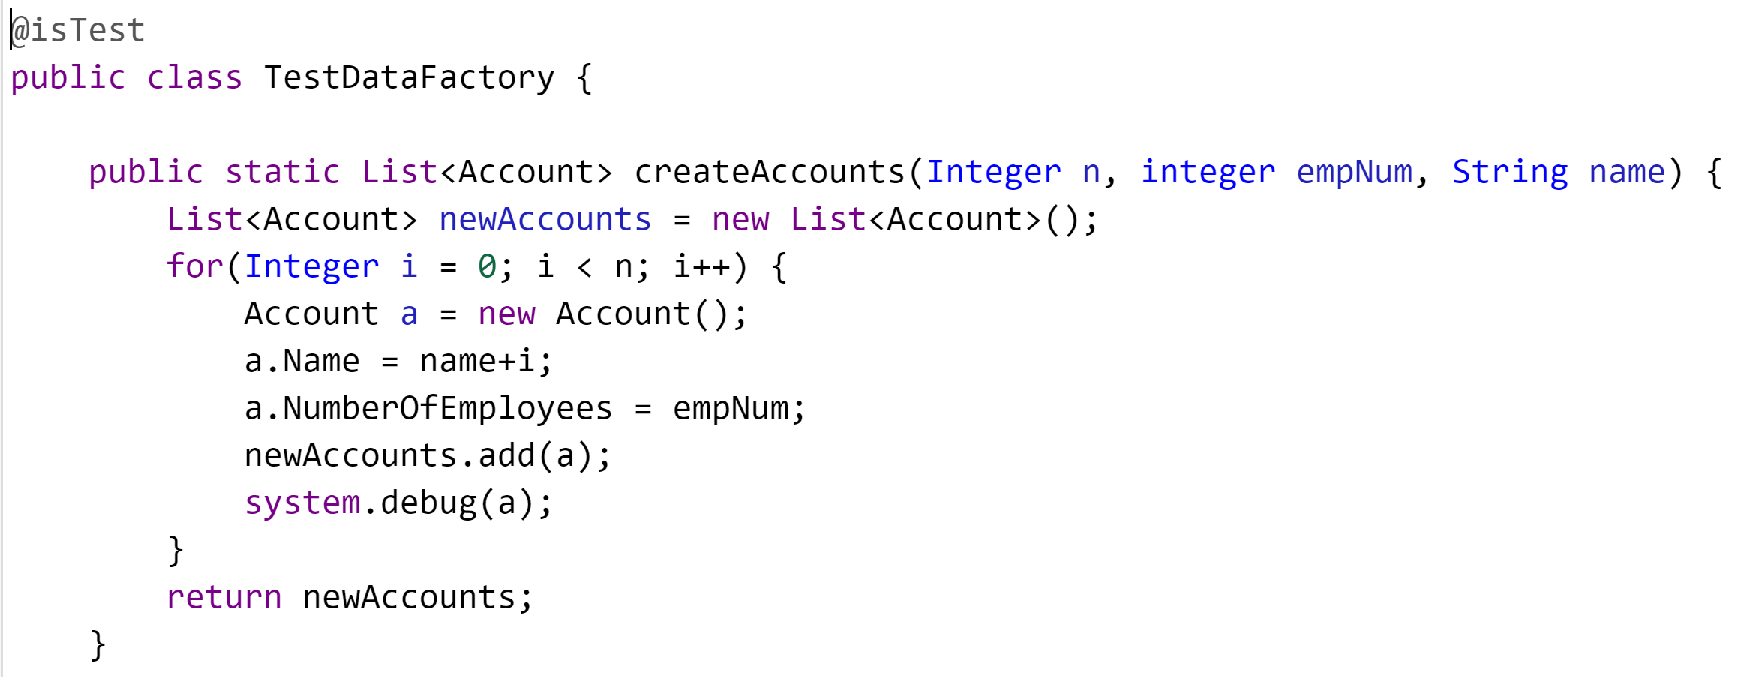 @isTest
public class TestDataFactory {
    public static List<Account> createAccounts(Integer n, integer empNum, String name) {
        List<Account> newAccounts = new List<Account>();
        for(Integer i = 0; i < n; i++) {
            Account a = new Account();
            a.Name = name+i;
            a.NumberOfEmployees = empNum;
            newAccounts.add(a);
            system.debug(a);
        }
        return newAccounts;
    }